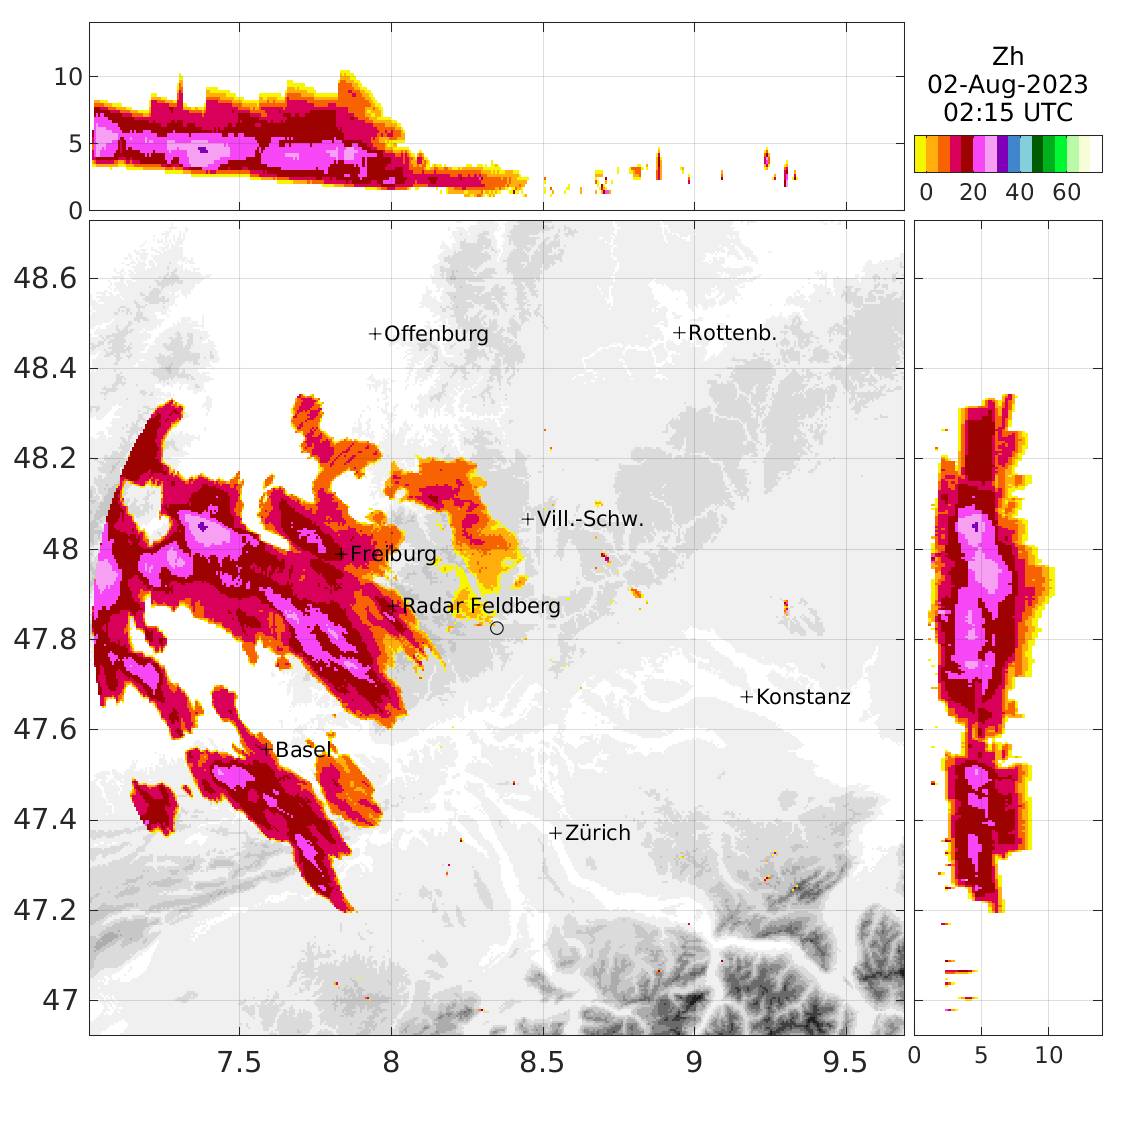 Zh
02-Aug-2023
02:15 UTC
0 20 40 60
10
5
0
48.6
48.4
48.2
48
47.8
47.6
47.4
47.2
47
Offenburg
Rottenb.
Vill.-Schw.
Freiburg
Radar Feldberg
Konstanz
Basel
Zürich
7.5 8 8.5 9 9.5
0 5 10